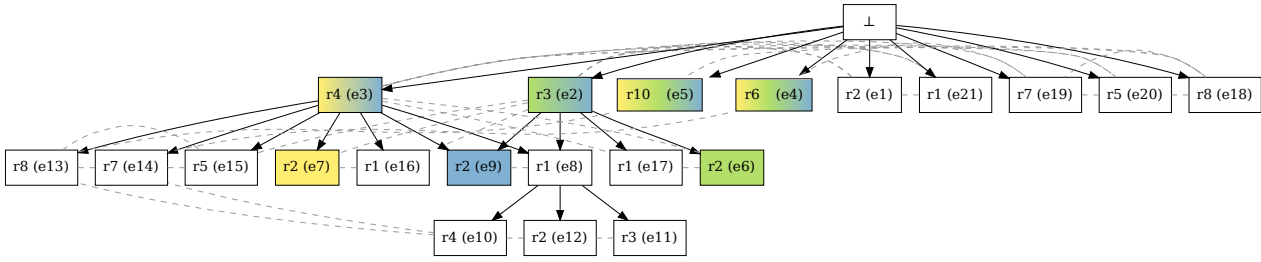 ⊥
r4 (e3)
r3 (e2)
r10 (e5)
r6 (e4)
r2 (e1)
r1 (e21)
r7 (e19)
r5 (e20)
r8 (e18)
r8 (e13)
r7 (e14)
r5 (e15)
r2 (e7)
r1 (e16)
r2 (e9)
r1 (e8)
r1 (e17)
r2 (e6)
r4 (e10)
r2 (e12)
r3 (e11)